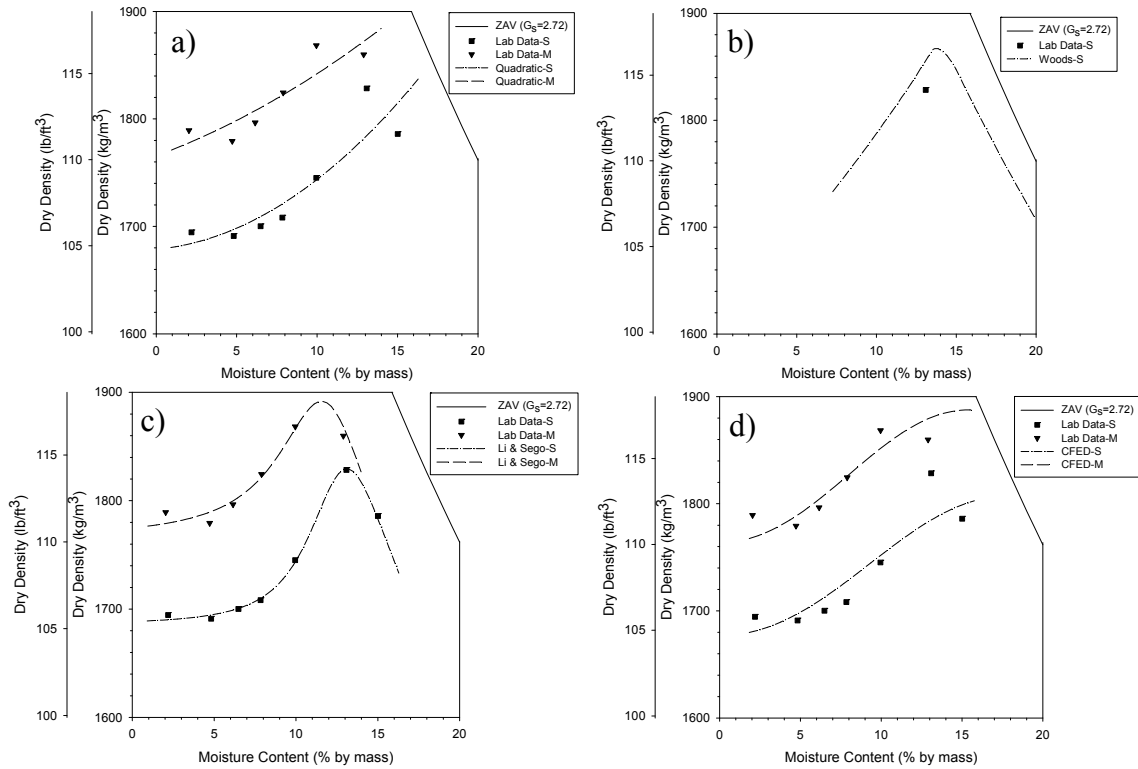 a)
ZAV (Gs=2.72)
Lab Data-S
Lab Data-M
Quadratic-S
Quadratic-M
Dry Density (lb/ft³)
Dry Density (kg/m³)
115
110
105
100
1900
1800
1700
1600
0 5 10 15 20
Moisture Content (% by mass)
b)
ZAV (Gs=2.72)
Lab Data-S
Woods-S
Dry Density (lb/ft³)
Dry Density (kg/m³)
115
110
105
100
1900
1800
1700
1600
0 5 10 15 20
Moisture Content (% by mass)
c)
ZAV (Gs=2.72)
Lab Data-S
Lab Data-M
Li & Sego-S
Li & Sego-M
Dry Density (lb/ft³)
Dry Density (kg/m³)
115
110
105
100
1900
1800
1700
1600
0 5 10 15 20
Moisture Content (% by mass)
d)
ZAV (Gs=2.72)
Lab Data-S
Lab Data-M
CFED-S
CFED-M
Dry Density (lb/ft³)
Dry Density (kg/m³)
115
110
105
100
1900
1800
1700
1600
0 5 10 15 20
Moisture Content (% by mass)